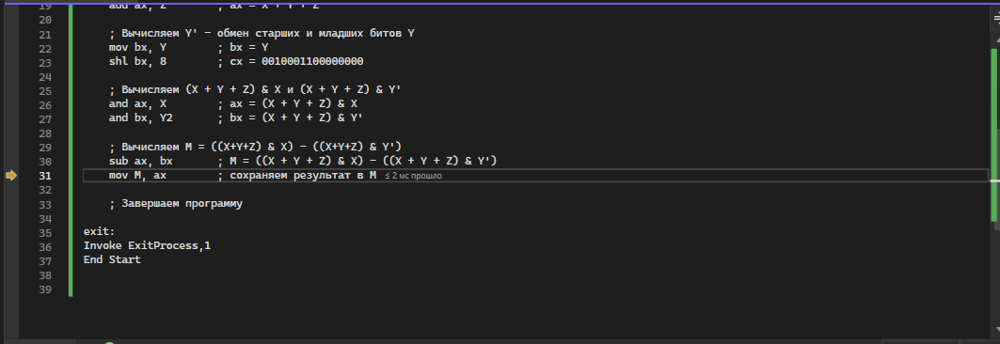 19 add ax, Z ; ax = X + Y + Z
20
21 ; Вычисляем Y' - обмен старших и младших битов Y
22 mov bx, Y ; bx = Y
23 shl bx, 8 ; cx = 0010001100000000
24
25 ; Вычисляем (X + Y + Z) & X и (X + Y + Z) & Y'
26 and ax, X ; ax = (X + Y + Z) & X
27 and bx, Y2 ; bx = (X + Y + Z) & Y'
28
29 ; Вычисляем M = ((X+Y+Z) & X) - ((X+Y+Z) & Y')
30 sub ax, bx ; M = ((X + Y + Z) & X) - ((X + Y + Z) & Y')
31 mov M, ax ; сохраняем результат в M ≤ 2 мс прошло
32
33 ; Завершаем программу
34
35 exit:
36 Invoke ExitProcess,1
37 End Start
38
39